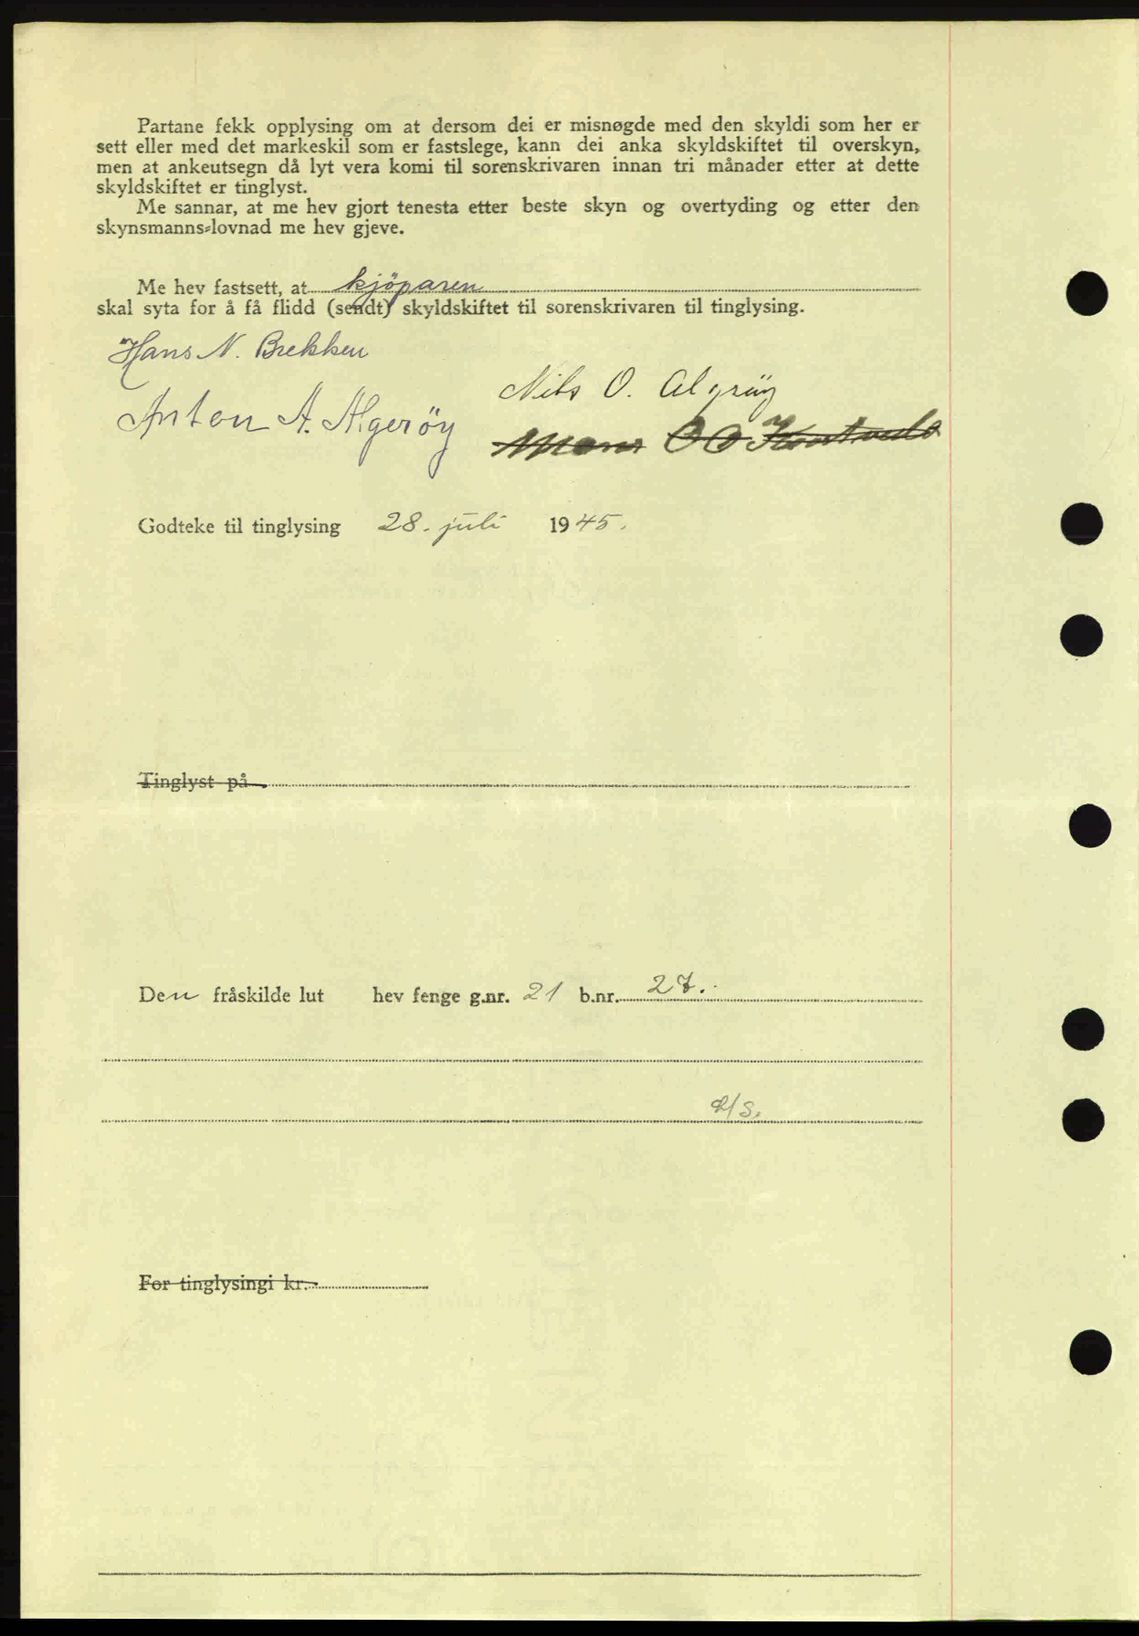 Partane fekk opplysing om at dersom dei er misnøgde med den skyldi som her er
sett eller med det markeskil som er fastslege, kann dei anka skyldskiftet til overskyn,
men at ankeutsegn då lyt vera komi til sorenskrivaren innan tri månader etter at dette
skyldskiftet er tinglyst.
Me sannar, at me hev gjort tenesta etter beste skyn og overtyding og etter den
skynsmanns-lovnad me hev gjeve.
Me hev fastsett, at kjöparen
skal syta for å få flidd (sendt) skyldskiftet til sorenskrivaren til tinglysing.
Hans N. Brekken
Nils O. Algröy
Anton A. Algeröy
Godteke til tinglysing 28. juli 1945.
Tinglyst på
Den fråskilde lut hev fenge g.nr. 21 b.nr. 27.
For tinglysingi kr.